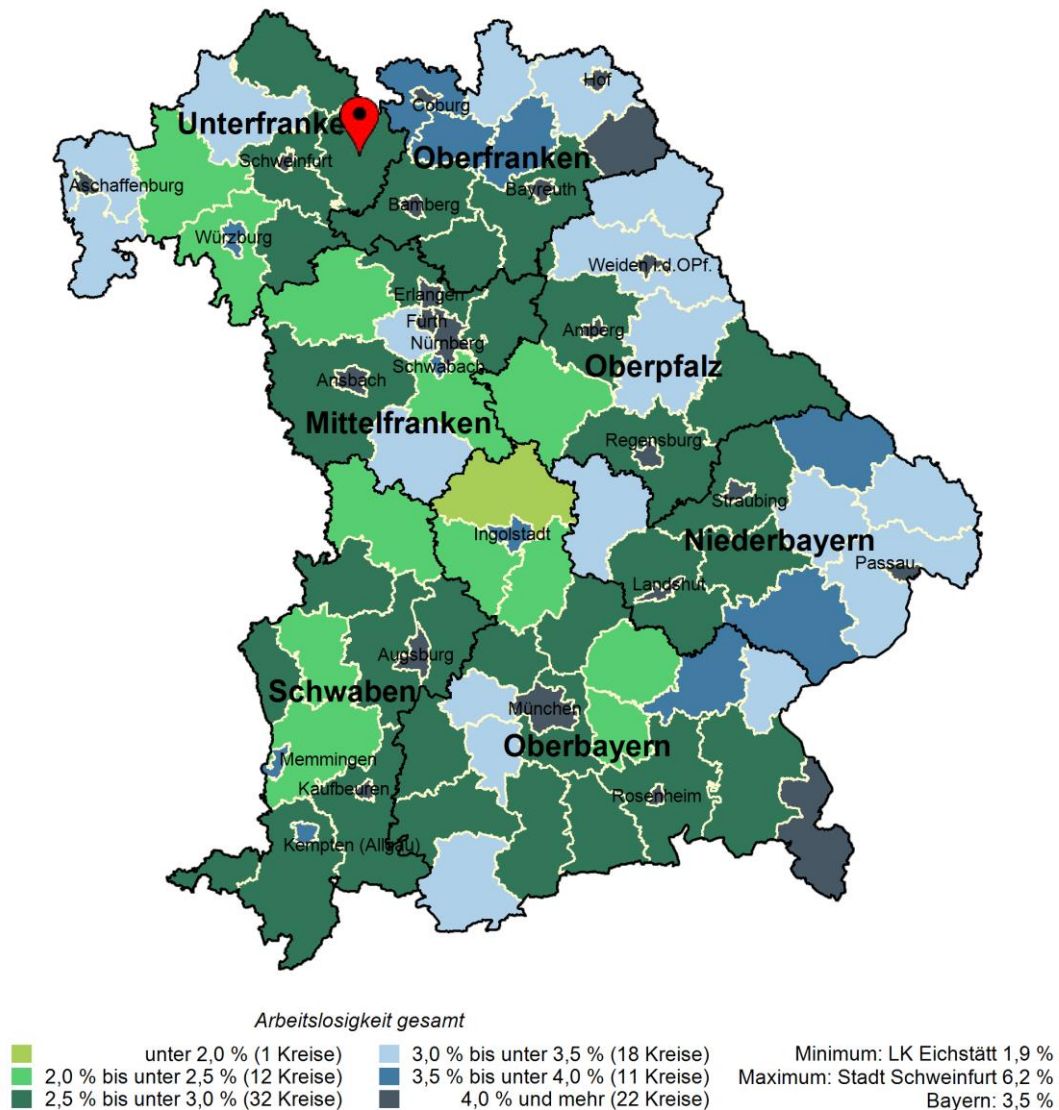 Hof
Coburg
Unterfranke
Oberfranken
Schweinfurt
Aschaffenburg
Bayreuth
Bamberg
Würzburg
Weiden i.d.OPf.
Erlangen
Fürth
Amberg
Nürnberg
Schwabach
Oberpfalz
Ansbach
Mittelfranken
Regensburg
Straubing
Ingolstadt
Niederbayern
Passau
Landshut
Augsburg
Schwaben
München
Oberbayern
Memmingen
Kaufbeuren
Rosenheim
Kempten (Allgäu)
Arbeitslosigkeit gesamt
unter 2,0 % (1 Kreise)
2,0 % bis unter 2,5 % (12 Kreise)
2,5 % bis unter 3,0 % (32 Kreise)
3,0 % bis unter 3,5 % (18 Kreise)
3,5 % bis unter 4,0 % (11 Kreise)
4,0 % und mehr (22 Kreise)
Minimum: LK Eichstätt 1,9 %
Maximum: Stadt Schweinfurt 6,2 %
Bayern: 3,5 %